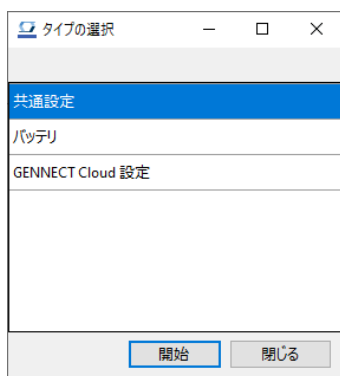 タイプの選択
共通設定
バッテリ
GENNECT Cloud 設定
開始
閉じる